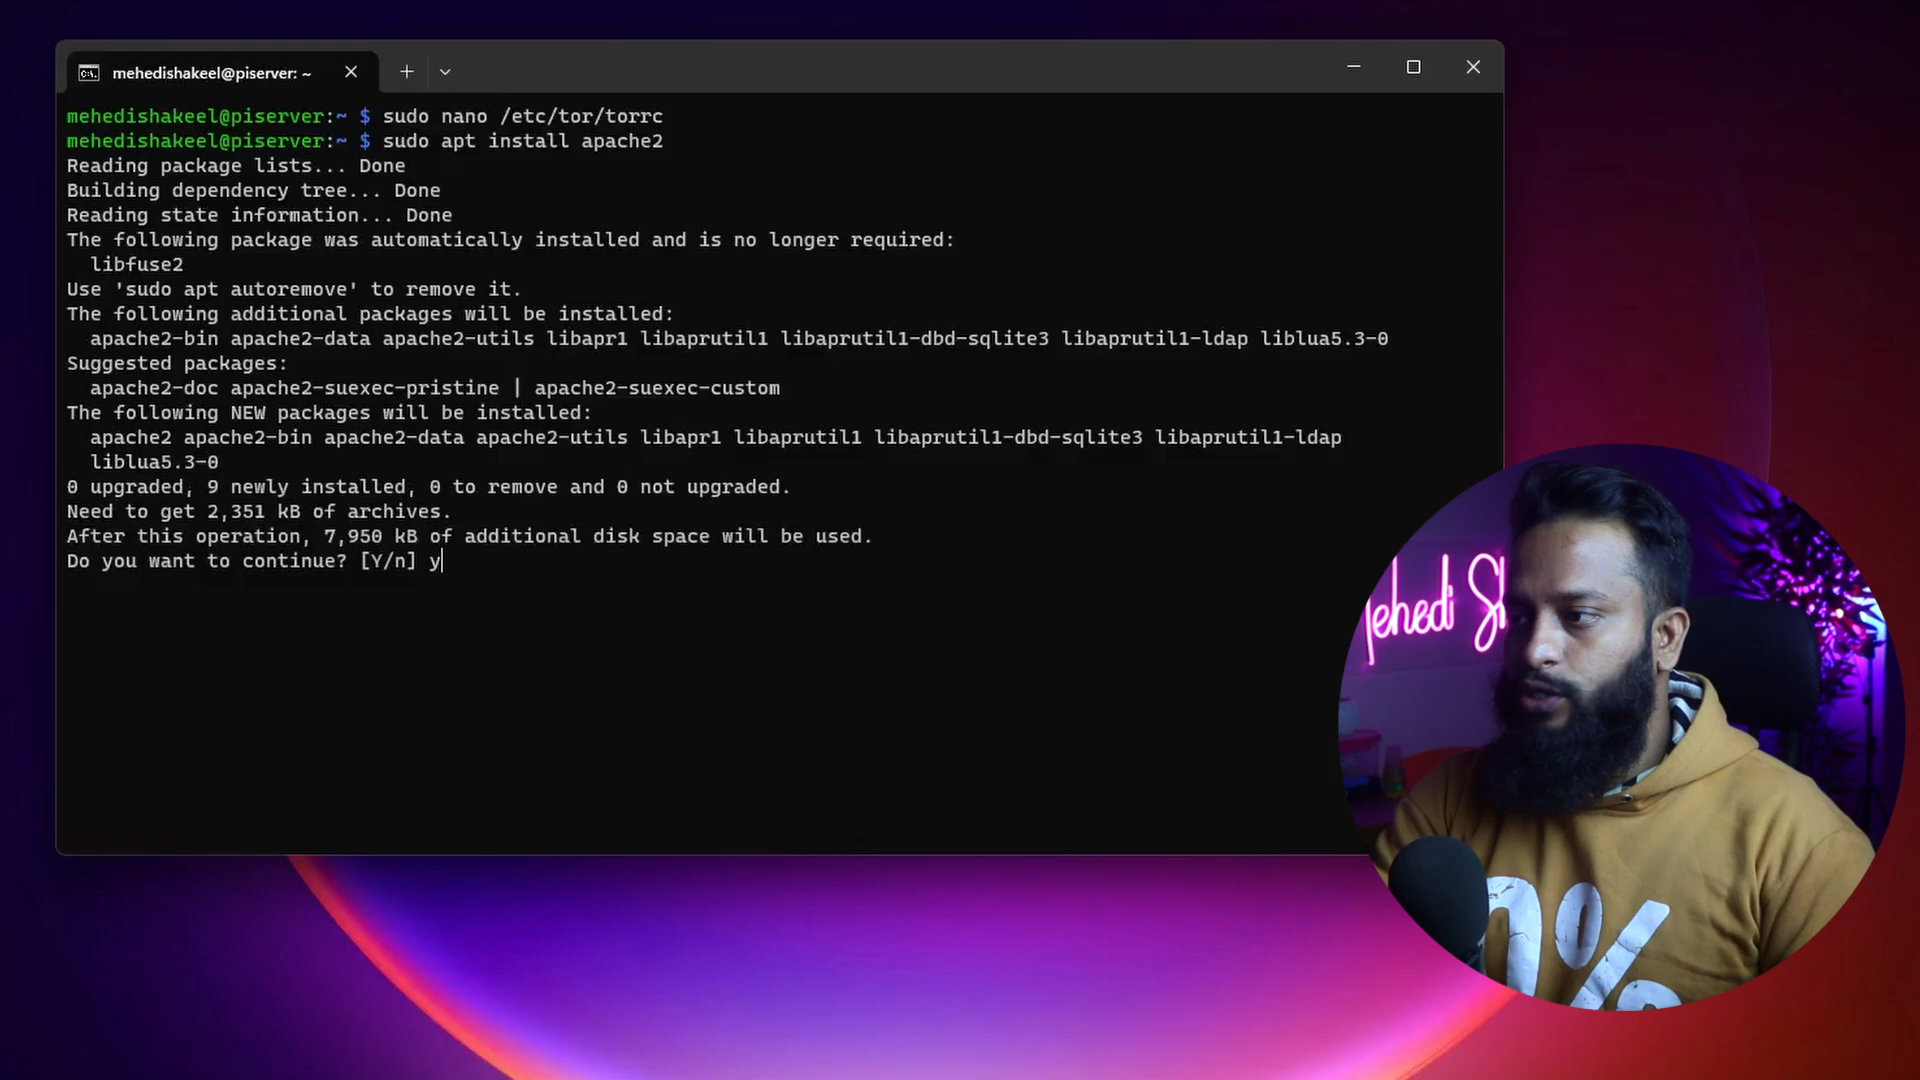 mehedishakeel@piserver: ~
mehedishakeel@piserver:~ $ sudo nano /etc/tor/torrc
mehedishakeel@piserver:~ $ sudo apt install apache2
Reading package lists... Done
Building dependency tree... Done
Reading state information... Done
The following package was automatically installed and is no longer required:
libfuse2
Use 'sudo apt autoremove' to remove it.
The following additional packages will be installed:
apache2-bin apache2-data apache2-utils libapr1 libaprutil1 libaprutil1-dbd-sqlite3 libaprutil1-ldap liblua5.3-0
Suggested packages:
apache2-doc apache2-suexec-pristine | apache2-suexec-custom
The following NEW packages will be installed:
apache2 apache2-bin apache2-data apache2-utils libapr1 libaprutil1 libaprutil1-dbd-sqlite3 libaprutil1-ldap
liblua5.3-0
0 upgraded, 9 newly installed, 0 to remove and 0 not upgraded.
Need to get 2,351 kB of archives.
After this operation, 7,950 kB of additional disk space will be used.
Do you want to continue? [Y/n] y
ehedi Sh
0%
%